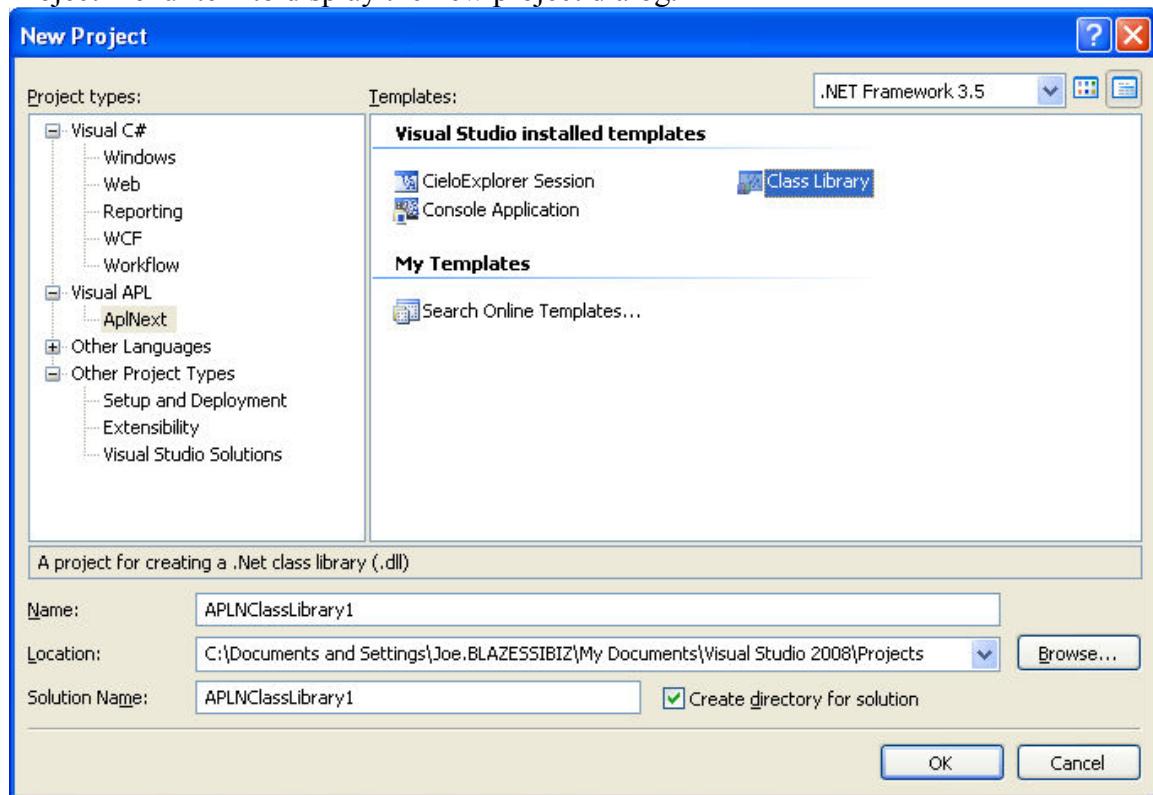 New Project
Project types:
Templates:
.NET Framework 3.5
Visual C#
Windows
Web
Reporting
WCF
Workflow
Visual APL
AplNext
Other Languages
Other Project Types
Setup and Deployment
Extensibility
Visual Studio Solutions
Visual Studio installed templates
CieloExplorer Session
Class Library
Console Application
My Templates
Search Online Templates...
A project for creating a .Net class library (.dll)
Name:
APLNClassLibrary1
Location:
C:\Documents and Settings\Joe.BLAZESSIBIZ\My Documents\Visual Studio 2008\Projects
Browse...
Solution Name:
APLNClassLibrary1
Create directory for solution
OK
Cancel